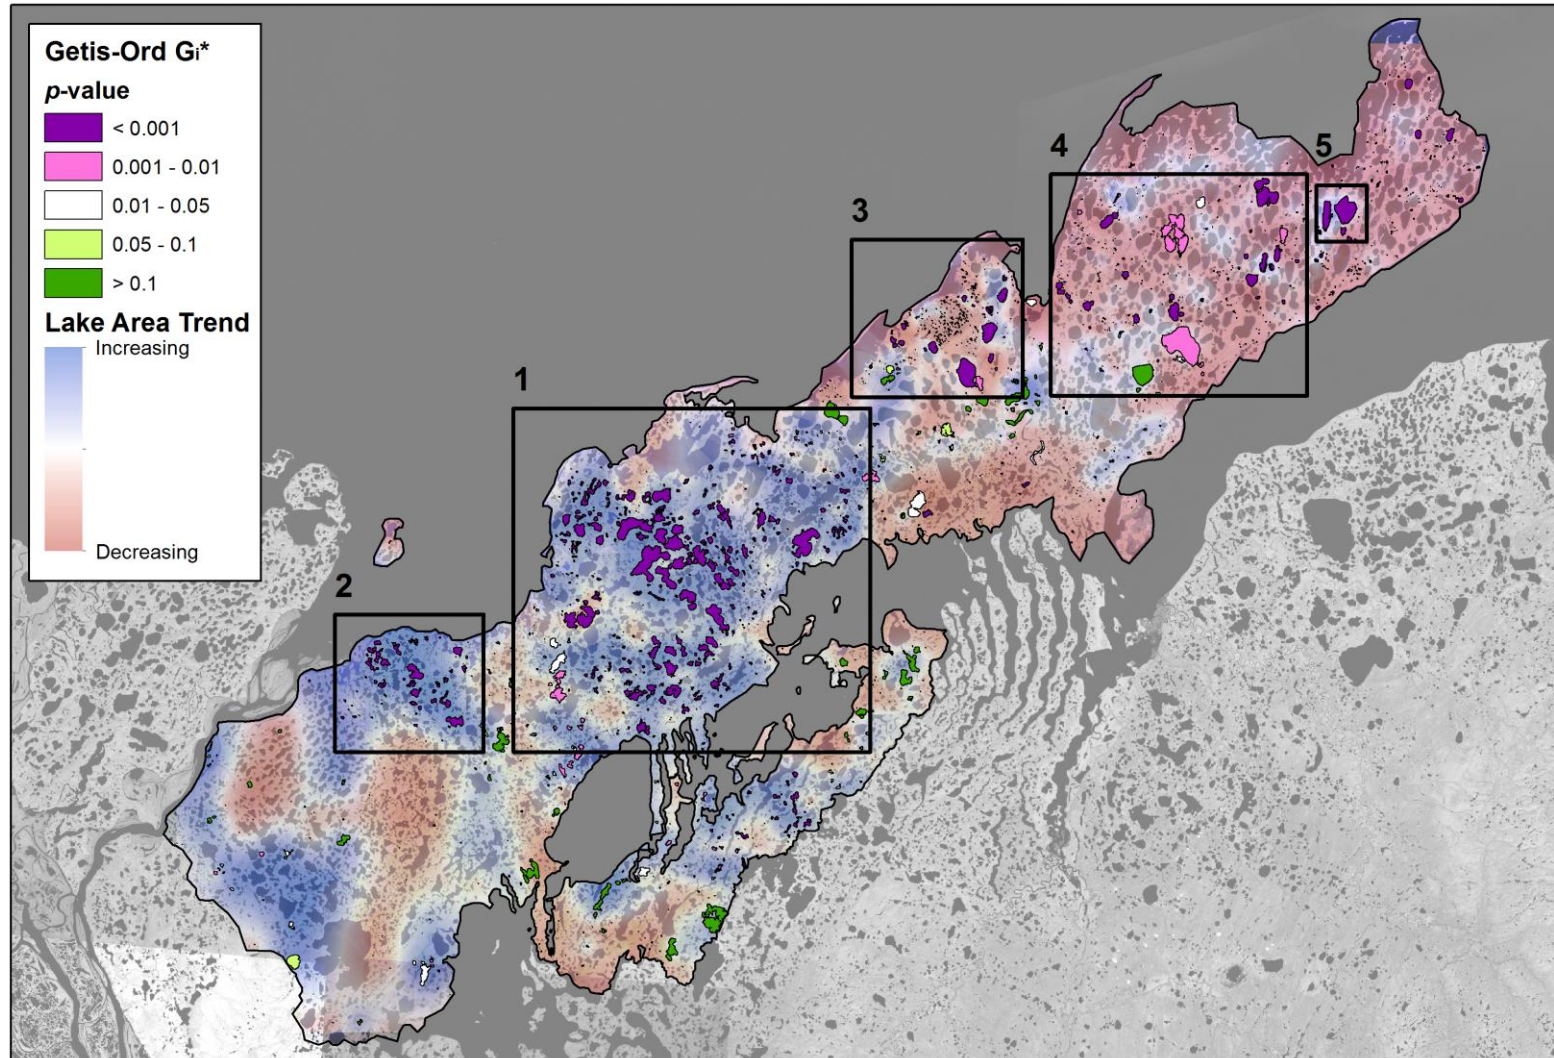 Getis-Ord Gi*
p-value
< 0.001
0.001 - 0.01
0.01 - 0.05
0.05 - 0.1
> 0.1
Lake Area Trend
Increasing
Decreasing
1
2
3
4
5